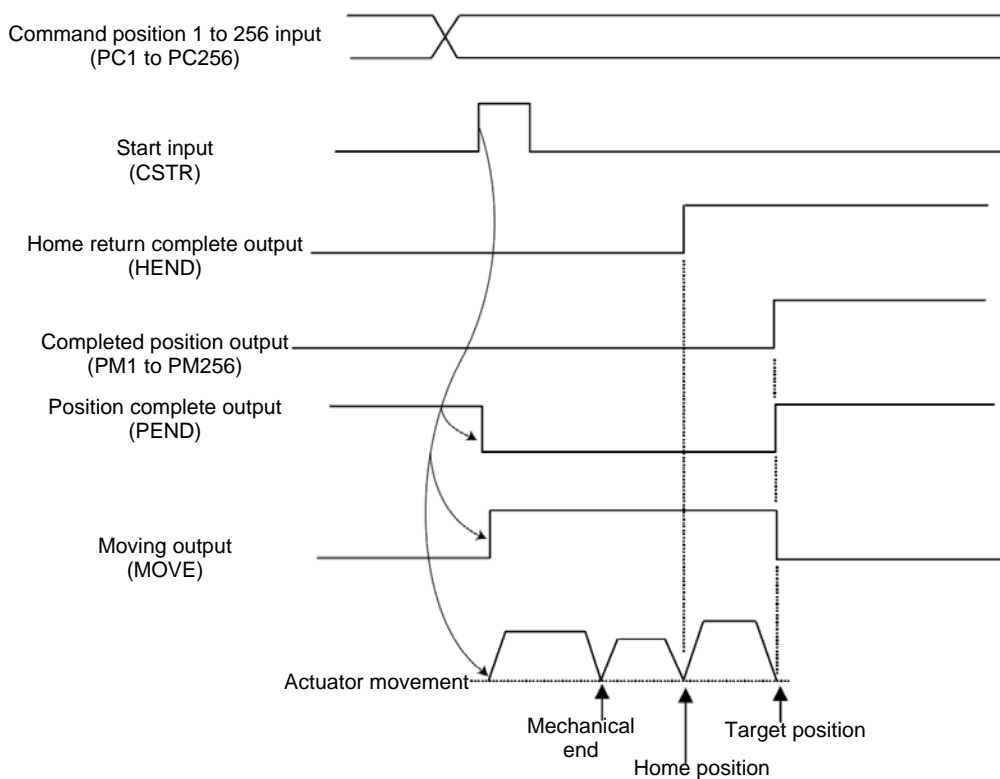 Command position 1 to 256 input
(PC1 to PC256)
Start input
(CSTR)
Home return complete output
(HEND)
Completed position output
(PM1 to PM256)
Position complete output
(PEND)
Moving output
(MOVE)
Actuator movement
Mechanical
end
Home position
Target position